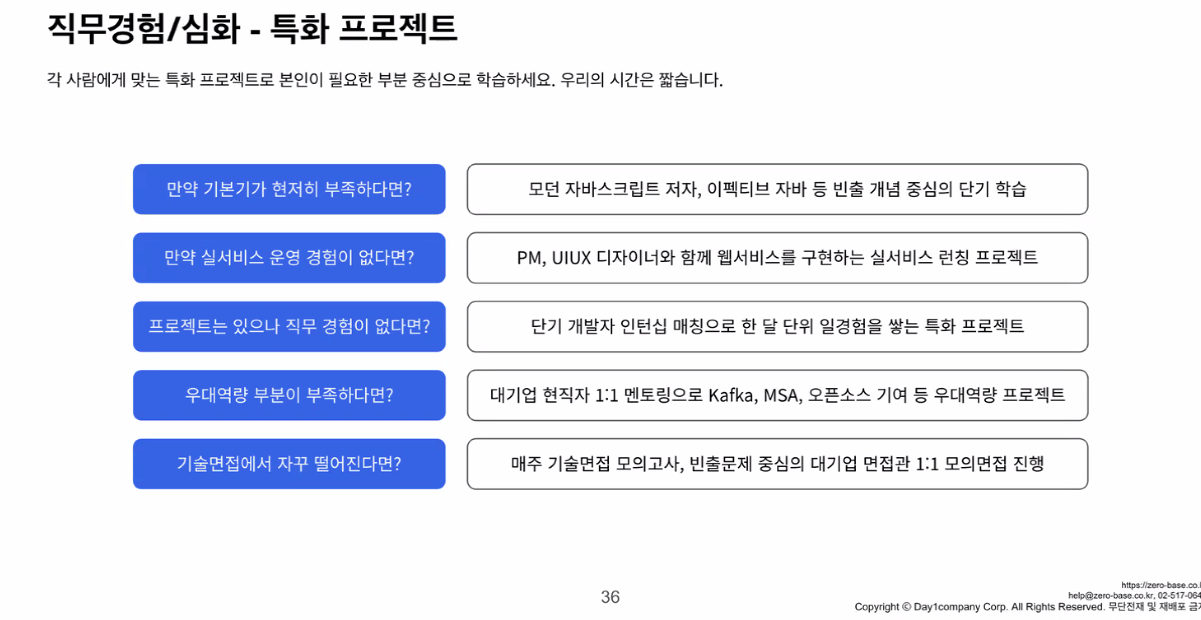 직무경험/심화 - 특화 프로젝트
각 사람에게 맞는 특화 프로젝트로 본인이 필요한 부분 중심으로 학습하세요. 우리의 시간은 짧습니다.
만약 기본기가 현저히 부족하다면?
모던 자바스크립트 저자, 이펙티브 자바 등 빈출 개념 중심의 단기 학습
만약 실서비스 운영 경험이 없다면?
PM, UIUX 디자이너와 함께 웹서비스를 구현하는 실서비스 런칭 프로젝트
프로젝트는 있으나 직무 경험이 없다면?
단기 개발자 인턴십 매칭으로 한 달 단위 일경험을 쌓는 특화 프로젝트
우대역량 부분이 부족하다면?
대기업 현직자 1:1 멘토링으로 Kafka, MSA, 오픈소스 기여 등 우대역량 프로젝트
기술면접에서 자꾸 떨어진다면?
매주 기술면접 모의고사, 빈출문제 중심의 대기업 면접관 1:1 모의면접 진행
36
https://zero-base.co.
help@zero-base.co.kr, 02-517-064
Copyright © Day1company Corp. All Rights Reserved. 무단전재 및 재배포